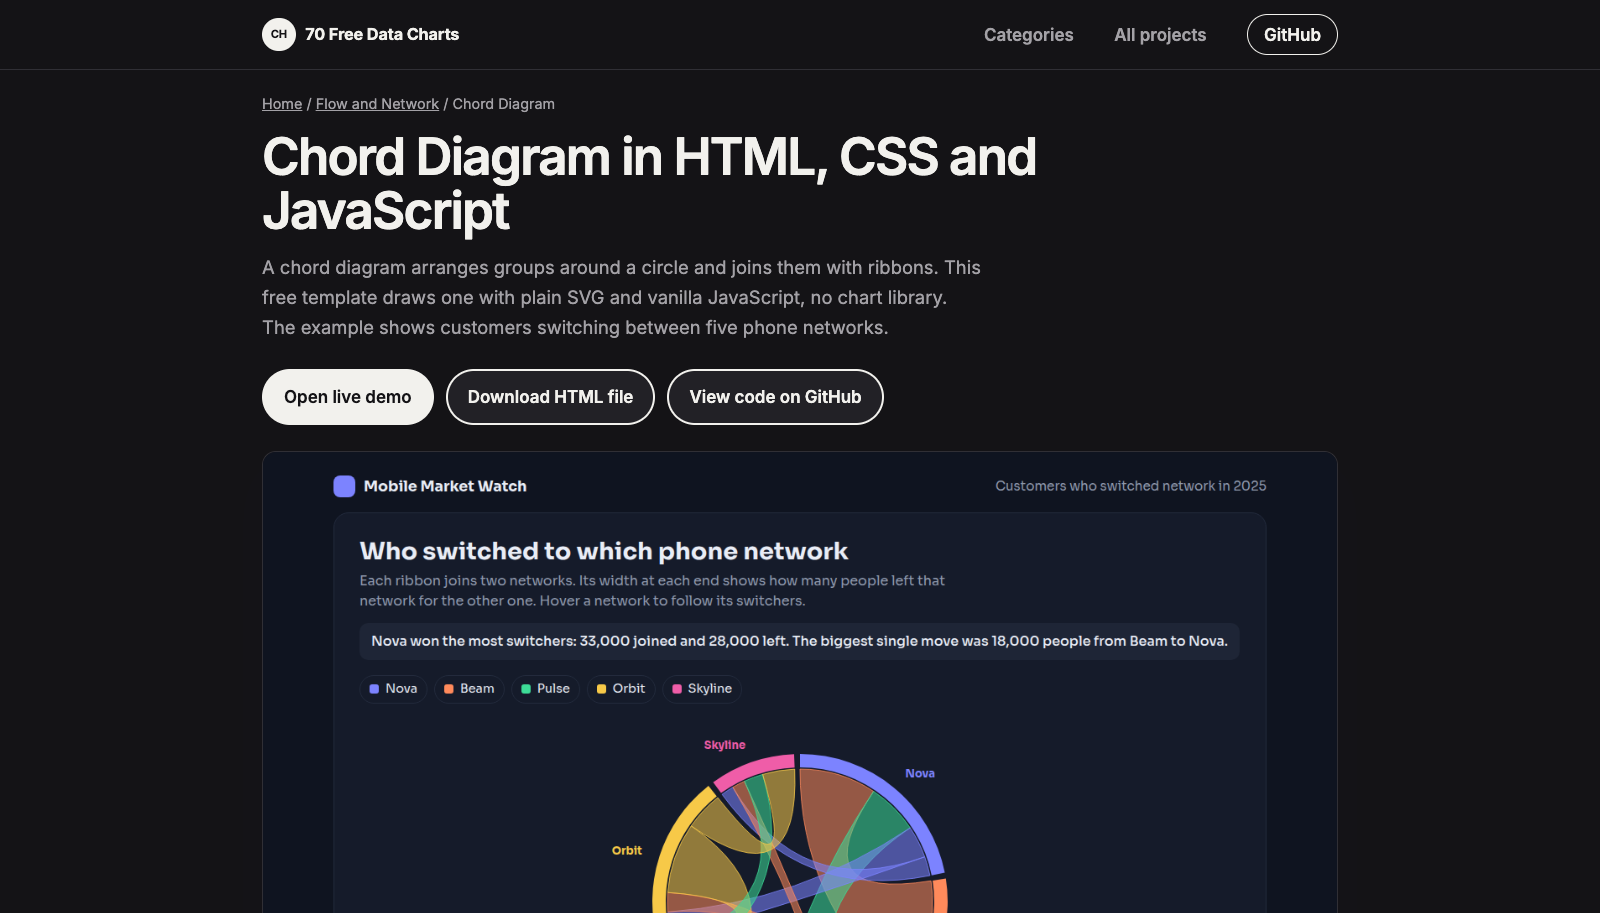 CH 70 Free Data Charts
Categories All projects GitHub
Home / Flow and Network / Chord Diagram
Chord Diagram in HTML, CSS and
JavaScript
A chord diagram arranges groups around a circle and joins them with ribbons. This
free template draws one with plain SVG and vanilla JavaScript, no chart library.
The example shows customers switching between five phone networks.
Open live demo Download HTML file View code on GitHub
Mobile Market Watch
Customers who switched network in 2025
Who switched to which phone network
Each ribbon joins two networks. Its width at each end shows how many people left that
network for the other one. Hover a network to follow its switchers.
Nova won the most switchers: 33,000 joined and 28,000 left. The biggest single move was 18,000 people from Beam to Nova.
Nova Beam Pulse Orbit Skyline
Skyline
Nova
Orbit